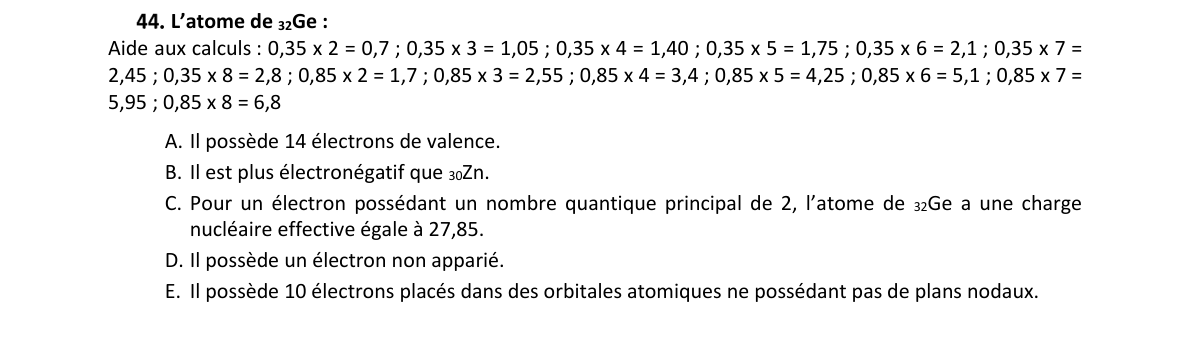 44. L'atome de ₃₂Ge :
Aide aux calculs : 0,35 x 2 = 0,7 ; 0,35 x 3 = 1,05 ; 0,35 x 4 = 1,40 ; 0,35 x 5 = 1,75 ; 0,35 x 6 = 2,1 ; 0,35 x 7 =
2,45 ; 0,35 x 8 = 2,8 ; 0,85 x 2 = 1,7 ; 0,85 x 3 = 2,55 ; 0,85 x 4 = 3,4 ; 0,85 x 5 = 4,25 ; 0,85 x 6 = 5,1 ; 0,85 x 7 =
5,95 ; 0,85 x 8 = 6,8
A. Il possède 14 électrons de valence.
B. Il est plus électronégatif que ₃₀Zn.
C. Pour un électron possédant un nombre quantique principal de 2, l'atome de ₃₂Ge a une charge
nucléaire effective égale à 27,85.
D. Il possède un électron non apparié.
E. Il possède 10 électrons placés dans des orbitales atomiques ne possédant pas de plans nodaux.